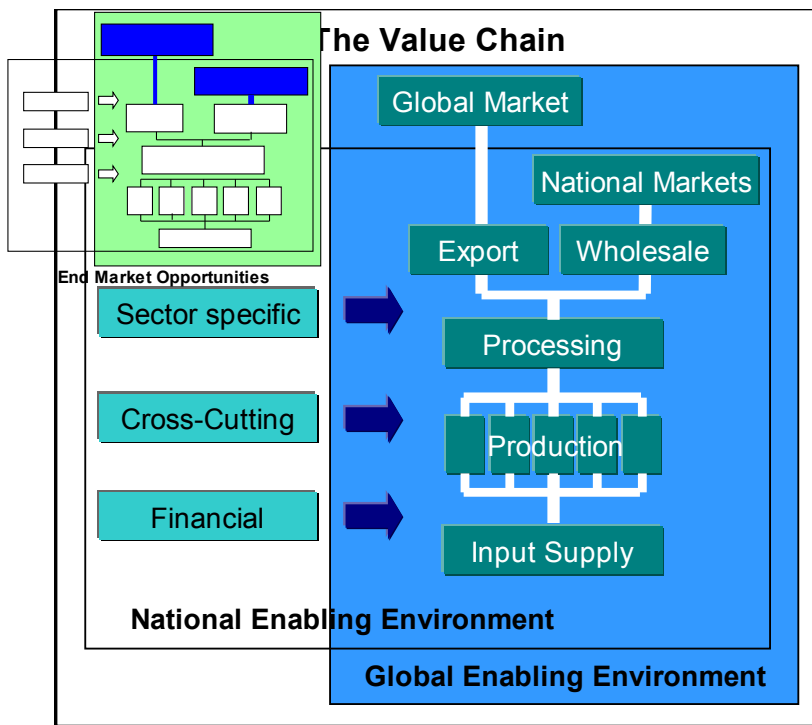 The Value Chain
Global Market
National Markets
Export
Wholesale
End Market Opportunities
Sector specific
Processing
Cross-Cutting
Production
Financial
Input Supply
National Enabling Environment
Global Enabling Environment